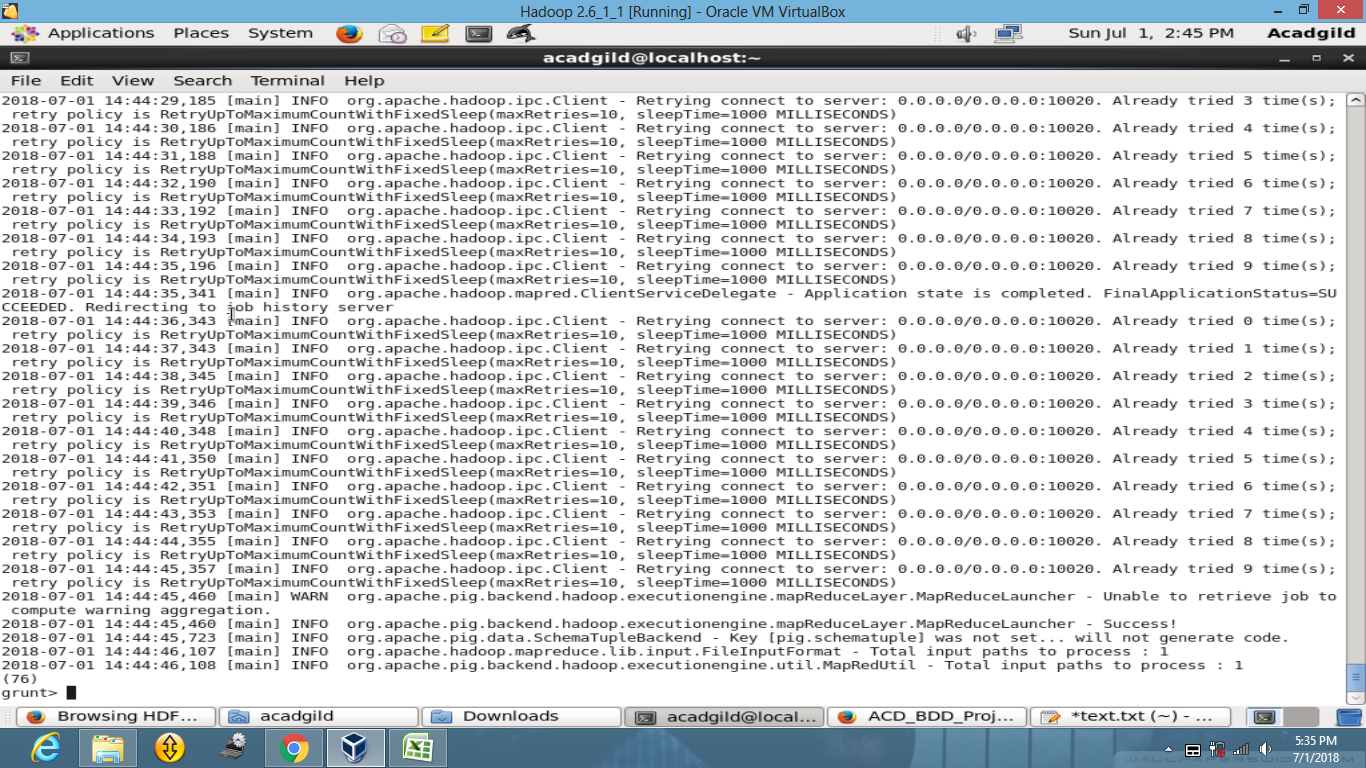 Hadoop 2.6_1_1 [Running] - Oracle VM VirtualBox
Applications Places System Sun Jul 1, 2:45 PM Acadgild
acadgild@localhost:~
File Edit View Search Terminal Help
2018-07-01 14:44:29,185 [main] INFO  org.apache.hadoop.ipc.Client - Retrying connect to server: 0.0.0.0/0.0.0.0:10020. Already tried 3 time(s);
retry policy is RetryUpToMaximumCountWithFixedSleep(maxRetries=10, sleepTime=1000 MILLISECONDS)
2018-07-01 14:44:30,186 [main] INFO  org.apache.hadoop.ipc.Client - Retrying connect to server: 0.0.0.0/0.0.0.0:10020. Already tried 4 time(s);
retry policy is RetryUpToMaximumCountWithFixedSleep(maxRetries=10, sleepTime=1000 MILLISECONDS)
2018-07-01 14:44:31,188 [main] INFO  org.apache.hadoop.ipc.Client - Retrying connect to server: 0.0.0.0/0.0.0.0:10020. Already tried 5 time(s);
retry policy is RetryUpToMaximumCountWithFixedSleep(maxRetries=10, sleepTime=1000 MILLISECONDS)
2018-07-01 14:44:32,190 [main] INFO  org.apache.hadoop.ipc.Client - Retrying connect to server: 0.0.0.0/0.0.0.0:10020. Already tried 6 time(s);
retry policy is RetryUpToMaximumCountWithFixedSleep(maxRetries=10, sleepTime=1000 MILLISECONDS)
2018-07-01 14:44:33,192 [main] INFO  org.apache.hadoop.ipc.Client - Retrying connect to server: 0.0.0.0/0.0.0.0:10020. Already tried 7 time(s);
retry policy is RetryUpToMaximumCountWithFixedSleep(maxRetries=10, sleepTime=1000 MILLISECONDS)
2018-07-01 14:44:34,193 [main] INFO  org.apache.hadoop.ipc.Client - Retrying connect to server: 0.0.0.0/0.0.0.0:10020. Already tried 8 time(s);
retry policy is RetryUpToMaximumCountWithFixedSleep(maxRetries=10, sleepTime=1000 MILLISECONDS)
2018-07-01 14:44:35,196 [main] INFO  org.apache.hadoop.ipc.Client - Retrying connect to server: 0.0.0.0/0.0.0.0:10020. Already tried 9 time(s);
retry policy is RetryUpToMaximumCountWithFixedSleep(maxRetries=10, sleepTime=1000 MILLISECONDS)
2018-07-01 14:44:35,341 [main] INFO  org.apache.hadoop.mapred.ClientServiceDelegate - Application state is completed. FinalApplicationStatus=SU
CCEEDED. Redirecting to job history server
2018-07-01 14:44:36,343 [main] INFO  org.apache.hadoop.ipc.Client - Retrying connect to server: 0.0.0.0/0.0.0.0:10020. Already tried 0 time(s);
retry policy is RetryUpToMaximumCountWithFixedSleep(maxRetries=10, sleepTime=1000 MILLISECONDS)
2018-07-01 14:44:37,343 [main] INFO  org.apache.hadoop.ipc.Client - Retrying connect to server: 0.0.0.0/0.0.0.0:10020. Already tried 1 time(s);
retry policy is RetryUpToMaximumCountWithFixedSleep(maxRetries=10, sleepTime=1000 MILLISECONDS)
2018-07-01 14:44:38,345 [main] INFO  org.apache.hadoop.ipc.Client - Retrying connect to server: 0.0.0.0/0.0.0.0:10020. Already tried 2 time(s);
retry policy is RetryUpToMaximumCountWithFixedSleep(maxRetries=10, sleepTime=1000 MILLISECONDS)
2018-07-01 14:44:39,346 [main] INFO  org.apache.hadoop.ipc.Client - Retrying connect to server: 0.0.0.0/0.0.0.0:10020. Already tried 3 time(s);
retry policy is RetryUpToMaximumCountWithFixedSleep(maxRetries=10, sleepTime=1000 MILLISECONDS)
2018-07-01 14:44:40,348 [main] INFO  org.apache.hadoop.ipc.Client - Retrying connect to server: 0.0.0.0/0.0.0.0:10020. Already tried 4 time(s);
retry policy is RetryUpToMaximumCountWithFixedSleep(maxRetries=10, sleepTime=1000 MILLISECONDS)
2018-07-01 14:44:41,350 [main] INFO  org.apache.hadoop.ipc.Client - Retrying connect to server: 0.0.0.0/0.0.0.0:10020. Already tried 5 time(s);
retry policy is RetryUpToMaximumCountWithFixedSleep(maxRetries=10, sleepTime=1000 MILLISECONDS)
2018-07-01 14:44:42,351 [main] INFO  org.apache.hadoop.ipc.Client - Retrying connect to server: 0.0.0.0/0.0.0.0:10020. Already tried 6 time(s);
retry policy is RetryUpToMaximumCountWithFixedSleep(maxRetries=10, sleepTime=1000 MILLISECONDS)
2018-07-01 14:44:43,353 [main] INFO  org.apache.hadoop.ipc.Client - Retrying connect to server: 0.0.0.0/0.0.0.0:10020. Already tried 7 time(s);
retry policy is RetryUpToMaximumCountWithFixedSleep(maxRetries=10, sleepTime=1000 MILLISECONDS)
2018-07-01 14:44:44,355 [main] INFO  org.apache.hadoop.ipc.Client - Retrying connect to server: 0.0.0.0/0.0.0.0:10020. Already tried 8 time(s);
retry policy is RetryUpToMaximumCountWithFixedSleep(maxRetries=10, sleepTime=1000 MILLISECONDS)
2018-07-01 14:44:45,357 [main] INFO  org.apache.hadoop.ipc.Client - Retrying connect to server: 0.0.0.0/0.0.0.0:10020. Already tried 9 time(s);
retry policy is RetryUpToMaximumCountWithFixedSleep(maxRetries=10, sleepTime=1000 MILLISECONDS)
2018-07-01 14:44:45,460 [main] WARN  org.apache.pig.backend.hadoop.executionengine.mapReduceLayer.MapReduceLauncher - Unable to retrieve job to
compute warning aggregation.
2018-07-01 14:44:45,460 [main] INFO  org.apache.pig.backend.hadoop.executionengine.mapReduceLayer.MapReduceLauncher - Success!
2018-07-01 14:44:45,723 [main] INFO  org.apache.pig.data.SchemaTupleBackend - Key [pig.schematuple] was not set... will not generate code.
2018-07-01 14:44:46,107 [main] INFO  org.apache.hadoop.mapreduce.lib.input.FileInputFormat - Total input paths to process : 1
2018-07-01 14:44:46,108 [main] INFO  org.apache.pig.backend.hadoop.executionengine.util.MapRedUtil - Total input paths to process : 1
(76)
grunt>
Browsing HDF... acadgild Downloads acadgild@local... ACD_BDD_Proj... *text.txt (~) - ...
5:35 PM
7/1/2018